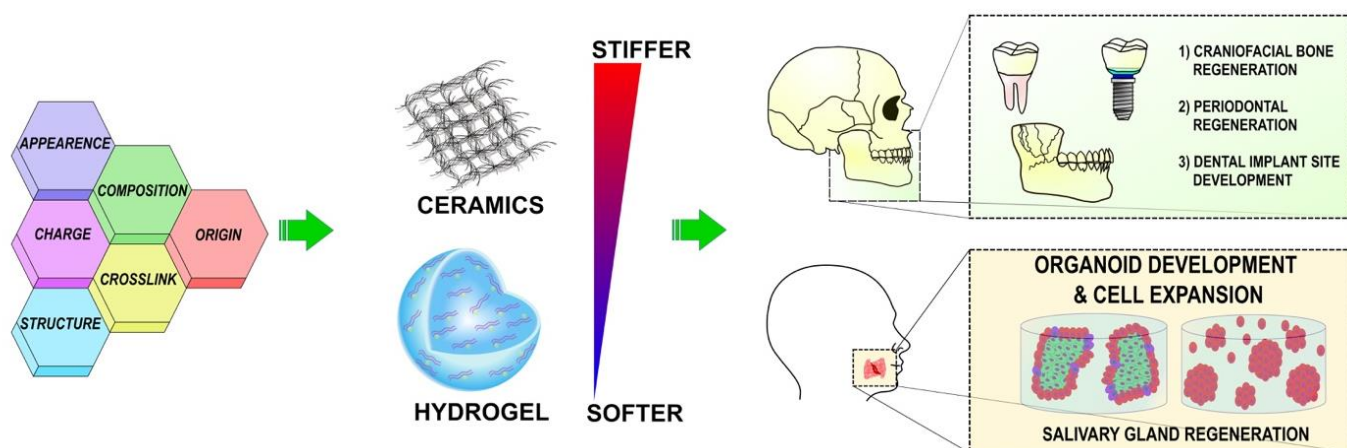 APPEARENCE
COMPOSITION
CHARGE
ORIGIN
CROSSLINK
STRUCTURE
CERAMICS
HYDROGEL
STIFFER
SOFTER
1) CRANIOFACIAL BONE
REGENERATION
2) PERIODONTAL
REGENERATION
3) DENTAL IMPLANT SITE
DEVELOPMENT
ORGANOID DEVELOPMENT
& CELL EXPANSION
SALIVARY GLAND REGENERATION